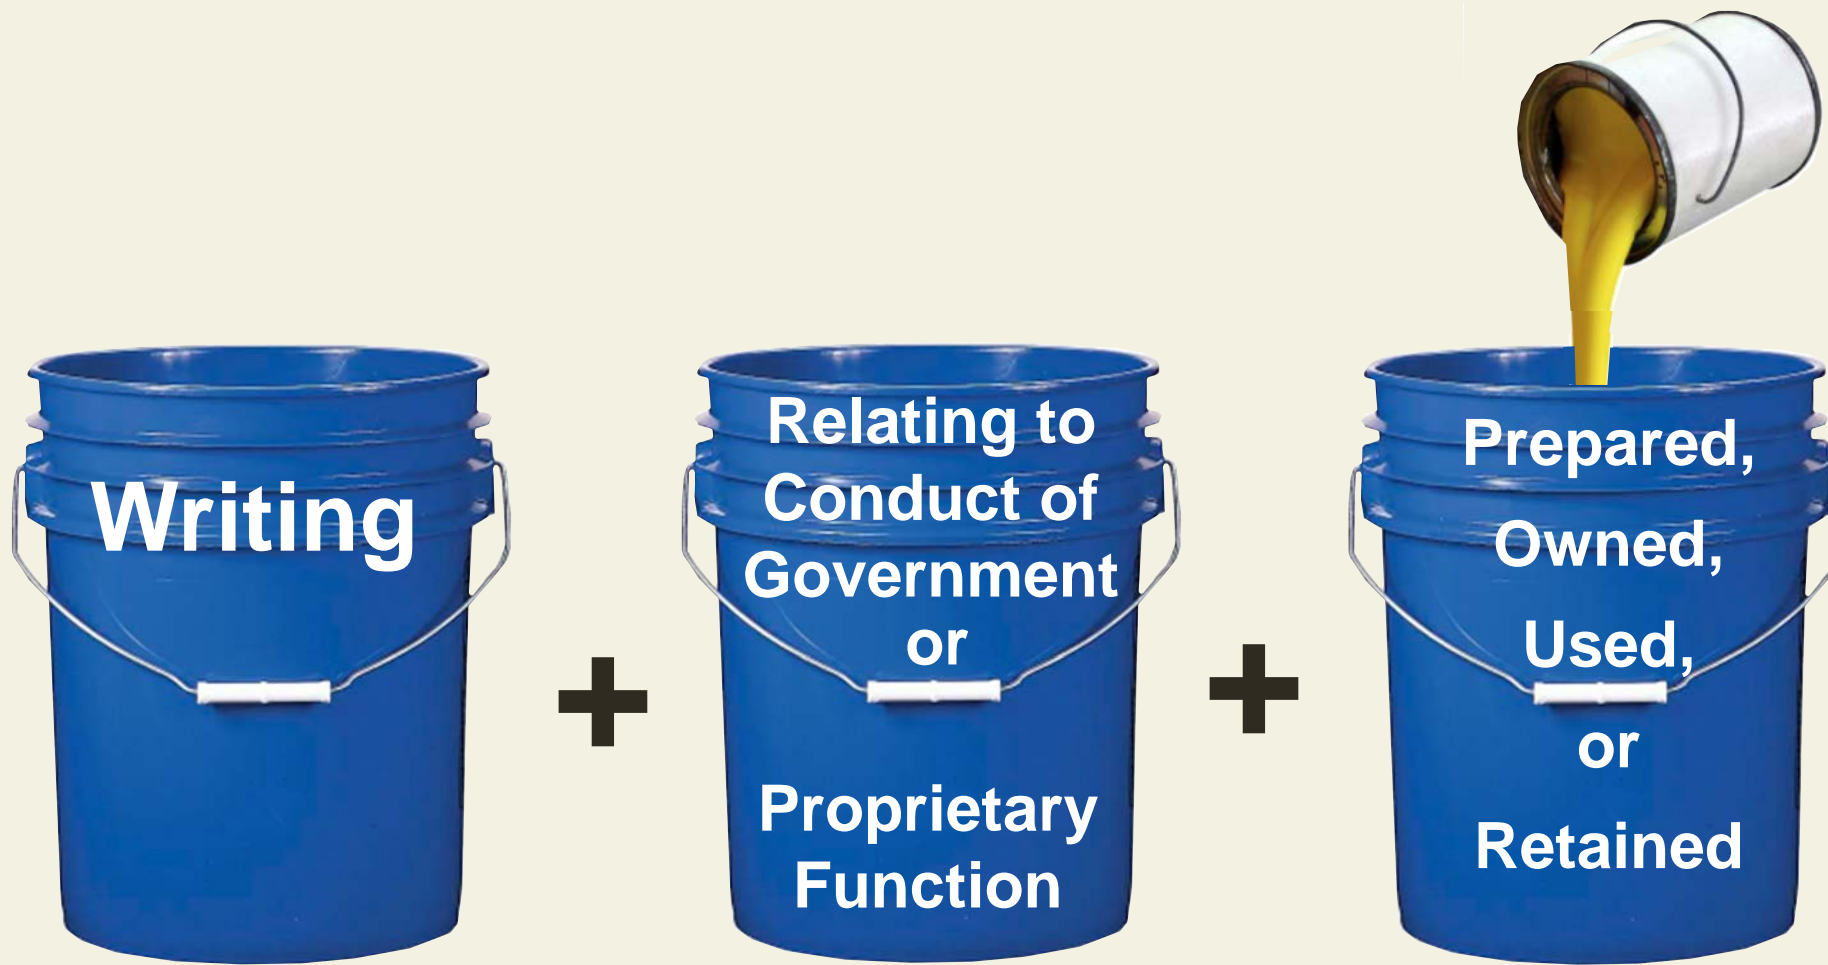 Writing
+
Relating to
Conduct of
Government
or
Proprietary
Function
+
Prepared,
Owned,
Used,
or
Retained